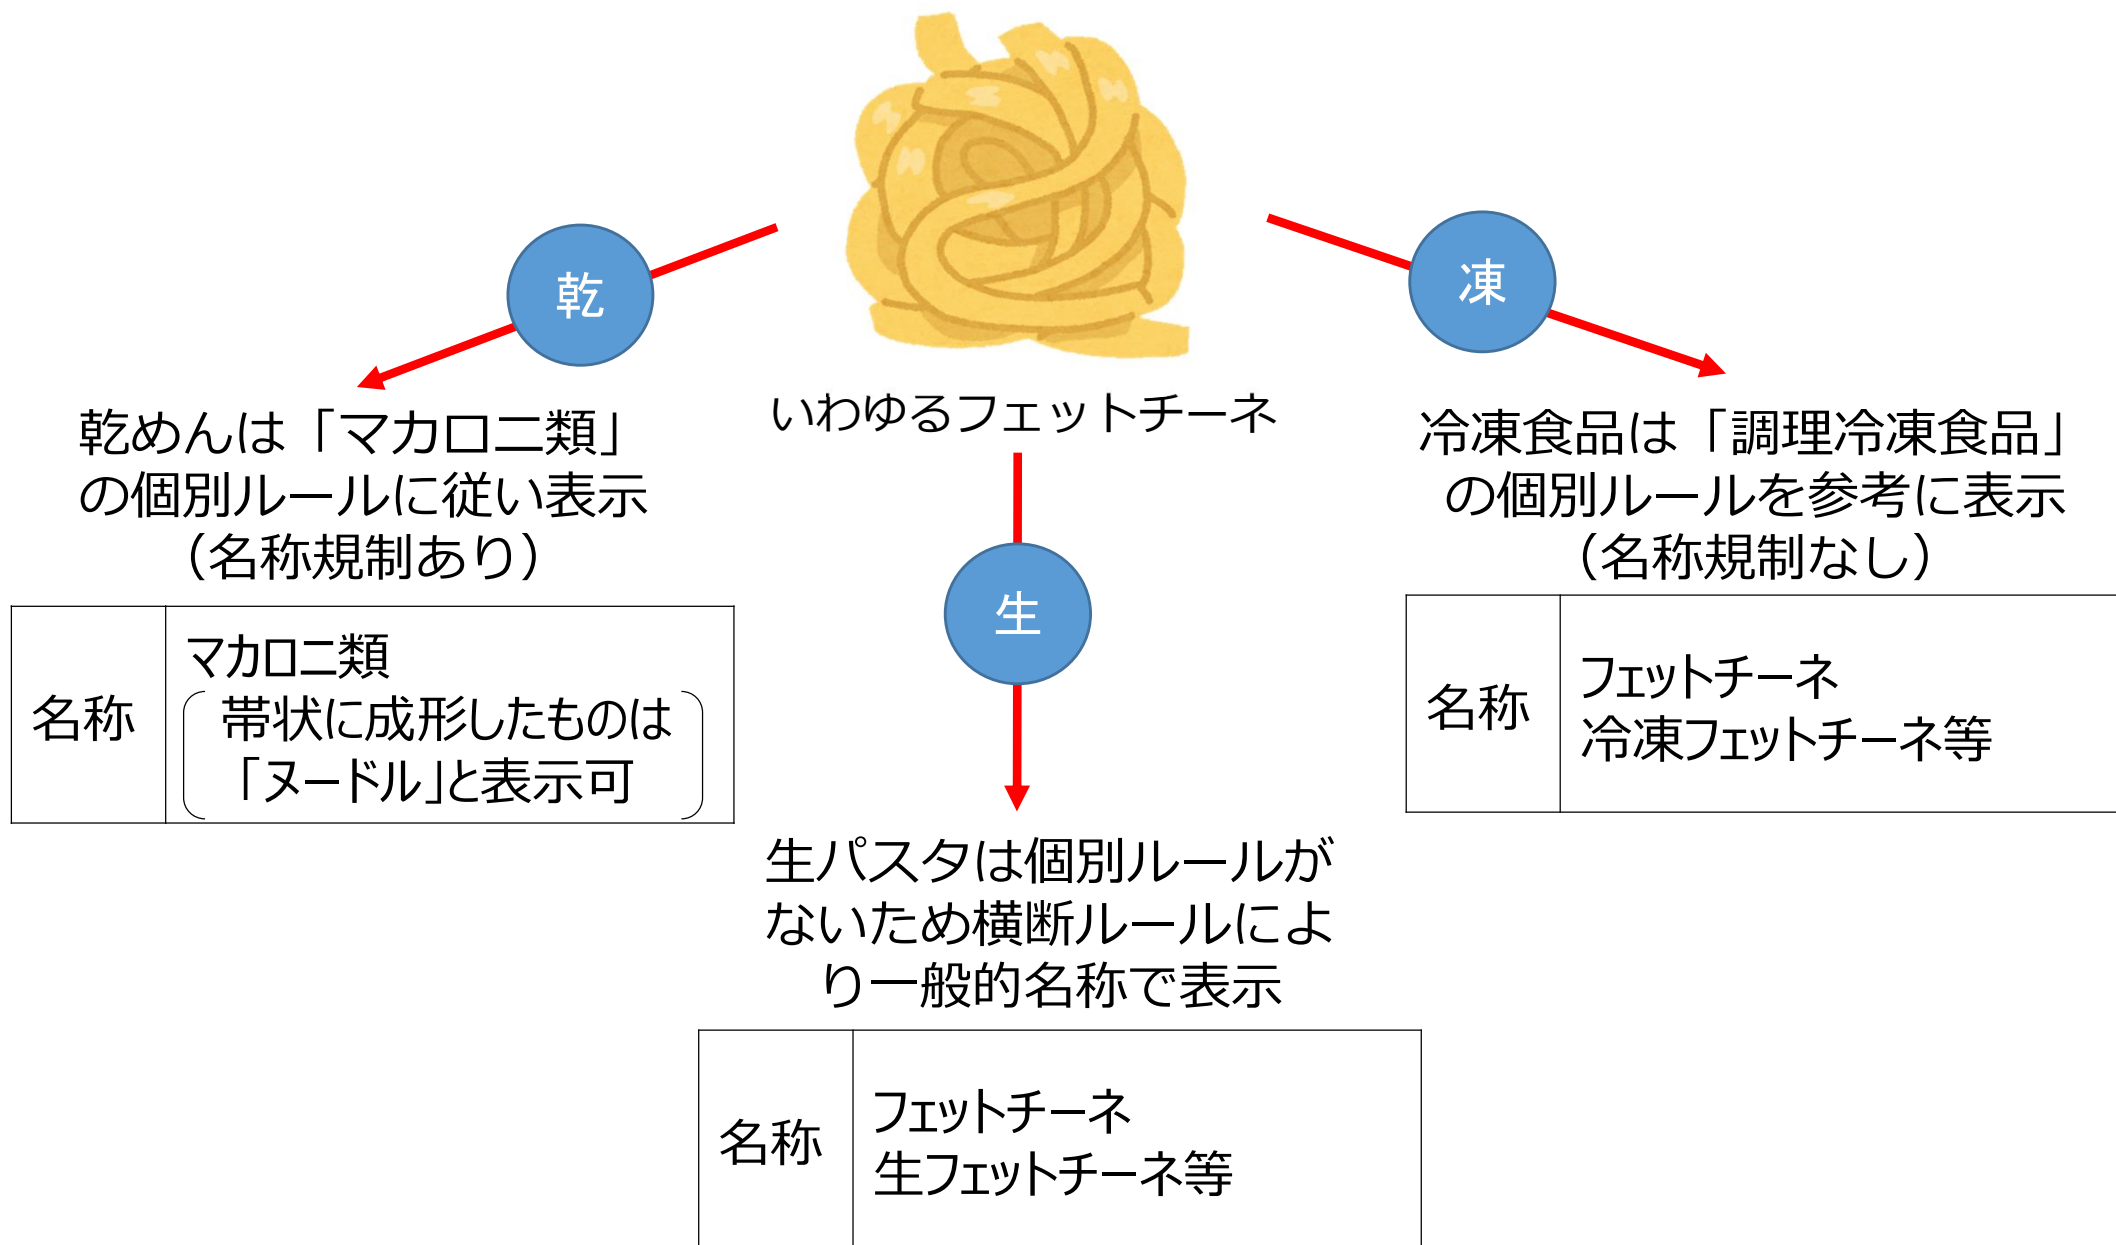 いわゆるフェットチーネ
乾
乾めんは「マカロニ類」
の個別ルールに従い表示
（名称規制あり）
名称
マカロニ類
帯状に成形したものは
「ヌードル」と表示可
生
生パスタは個別ルールが
ないため横断ルールによ
り一般的名称で表示
名称
フェットチーネ
生フェットチーネ等
凍
冷凍食品は「調理冷凍食品」
の個別ルールを参考に表示
（名称規制なし）
名称
フェットチーネ
冷凍フェットチーネ等